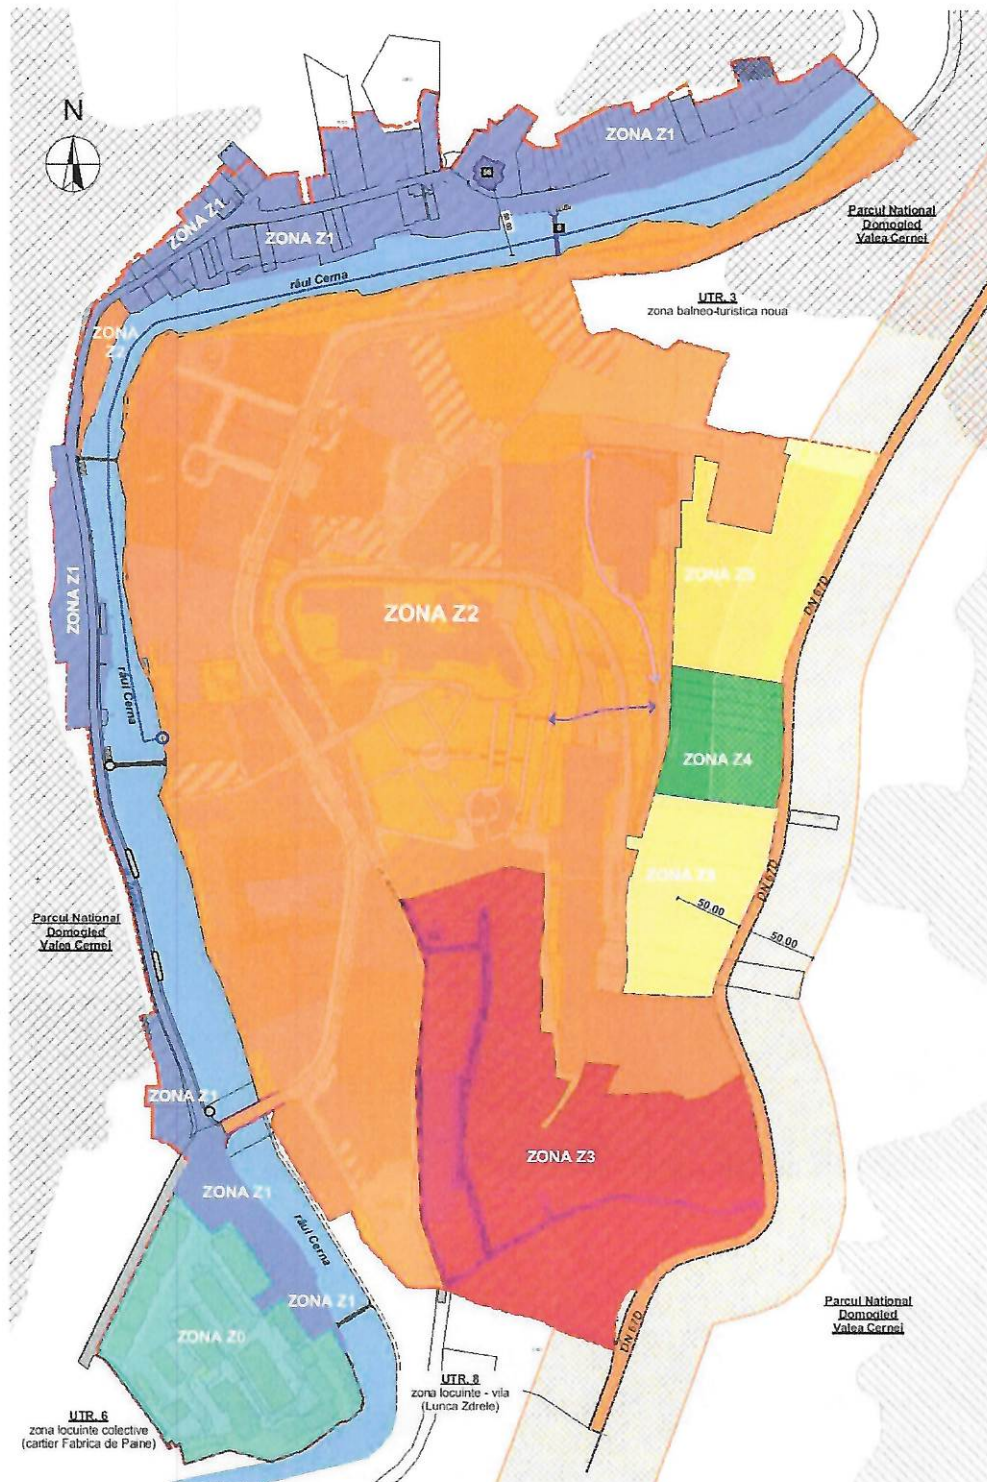 N
ZONA Z1
ZONA Z1
ZONA Z1
58
râul Cerna
Parcul National
Domogled
Valea Cernei
UTR. 3
zona balneo-turistica noua
ZONA
Z2
ZONA Z1
ZONA Z2
DN 67D
râul Cerna
ZONA Z4
DN 67D
50.00
50.00
Parcul National
Domogled
Valea Cernei
ZONA Z1
ZONA Z3
ZONA Z1
râul Cerna
ZONA Z1
ZONA Z0
Parcul National
Domogled
Valea Cernei
DN 67D
UTR. 8
zona locuinte - vila
(Lunca Zdrele)
UTR. 6
zona locuinte colective
(cartier Fabrica de Paine)